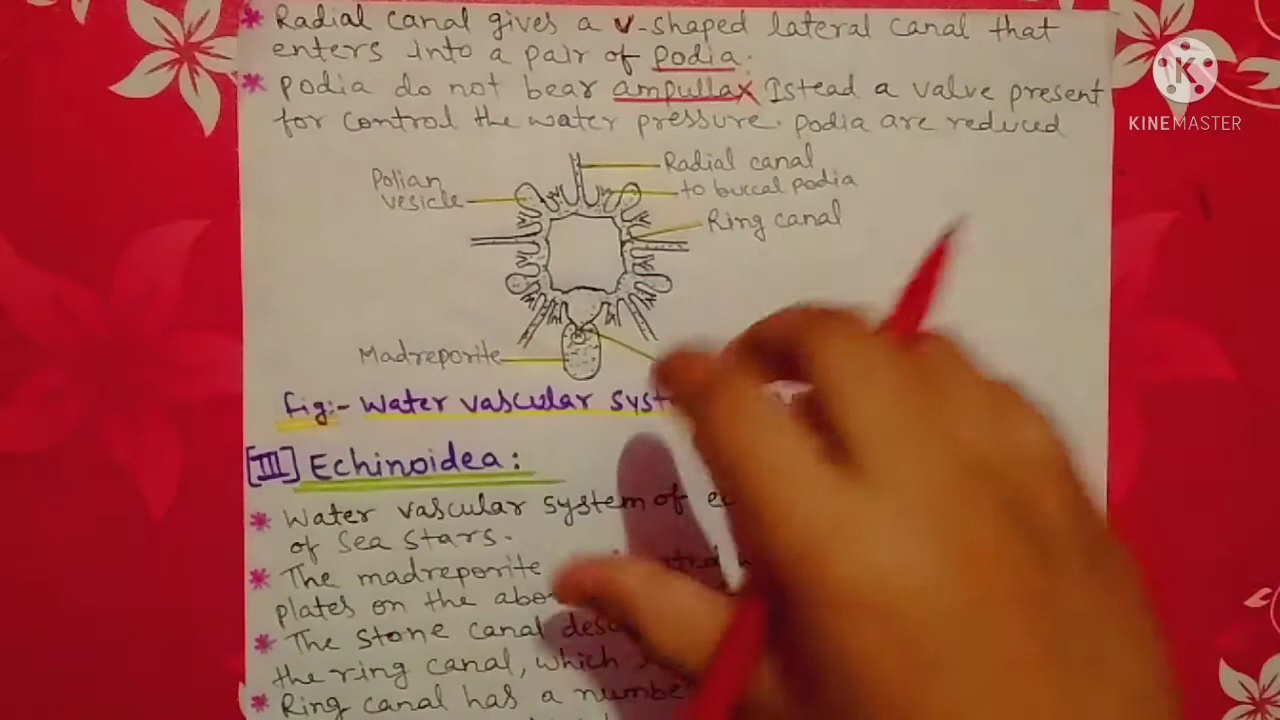 * Radial canal gives a V-shaped lateral canal that
enters into a pair of podia.
* Podia do not bear ampullax Istead a valve present
for control the water pressure. Podia are reduced
K
KINEMASTER
Polian
vesicle
Radial canal
to buccal podia
Ring canal
Madreporite
Fig:- Water vascular syst
[III] Echinoidea:
* Water vascular system of
of Sea stars.
* The madreporite
plates on the abo
* The stone canal desc
the ring canal, which
* Ring canal has a numbe